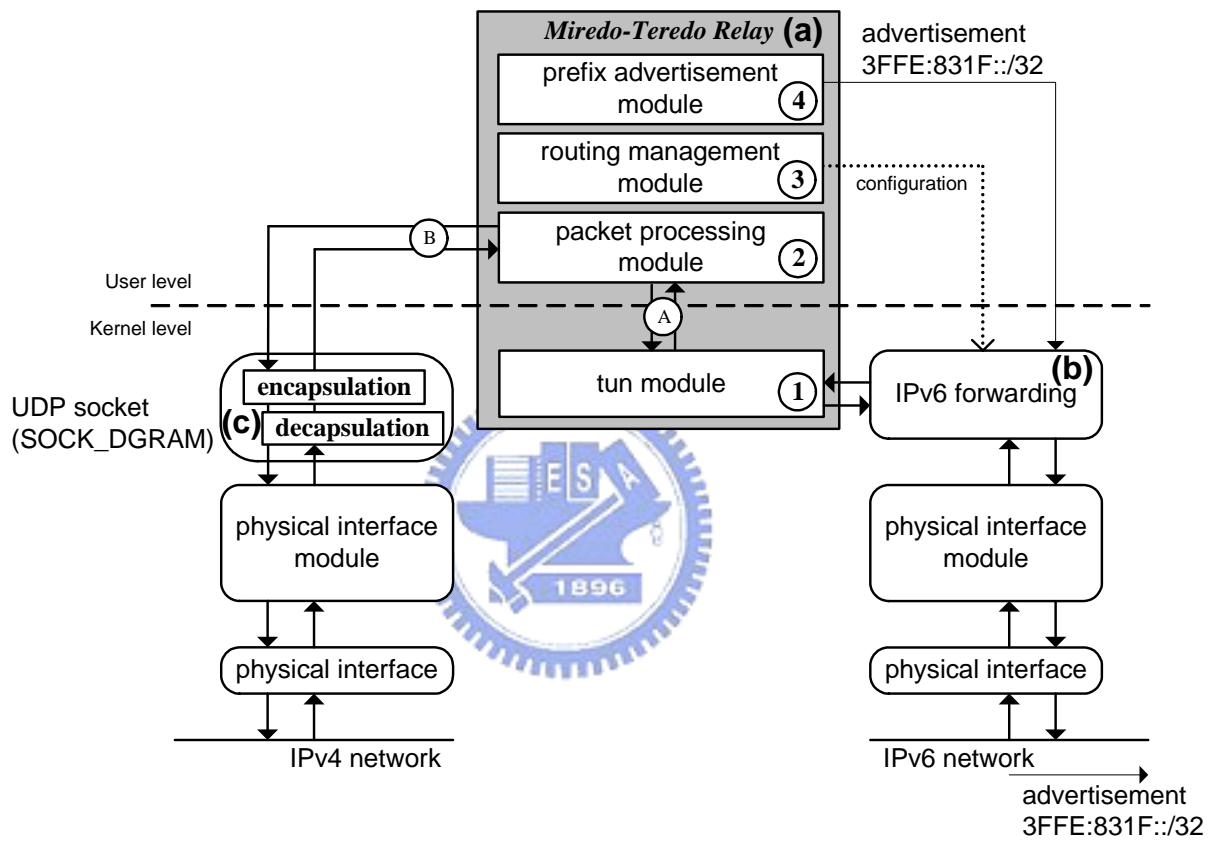 Miredo-Teredo Relay (a)
prefix advertisement
module
4
advertisement
3FFE:831F::/32
routing management
module
3
configuration
packet processing
module
2
B
User level
Kernel level
A
tun module
1
IPv6 forwarding
(b)
UDP socket
(SOCK_DGRAM)
(c)
encapsulation
decapsulation
physical interface
module
physical interface
IPv4 network
E S A
1896
physical interface
module
physical interface
IPv6 network
advertisement
3FFE:831F::/32